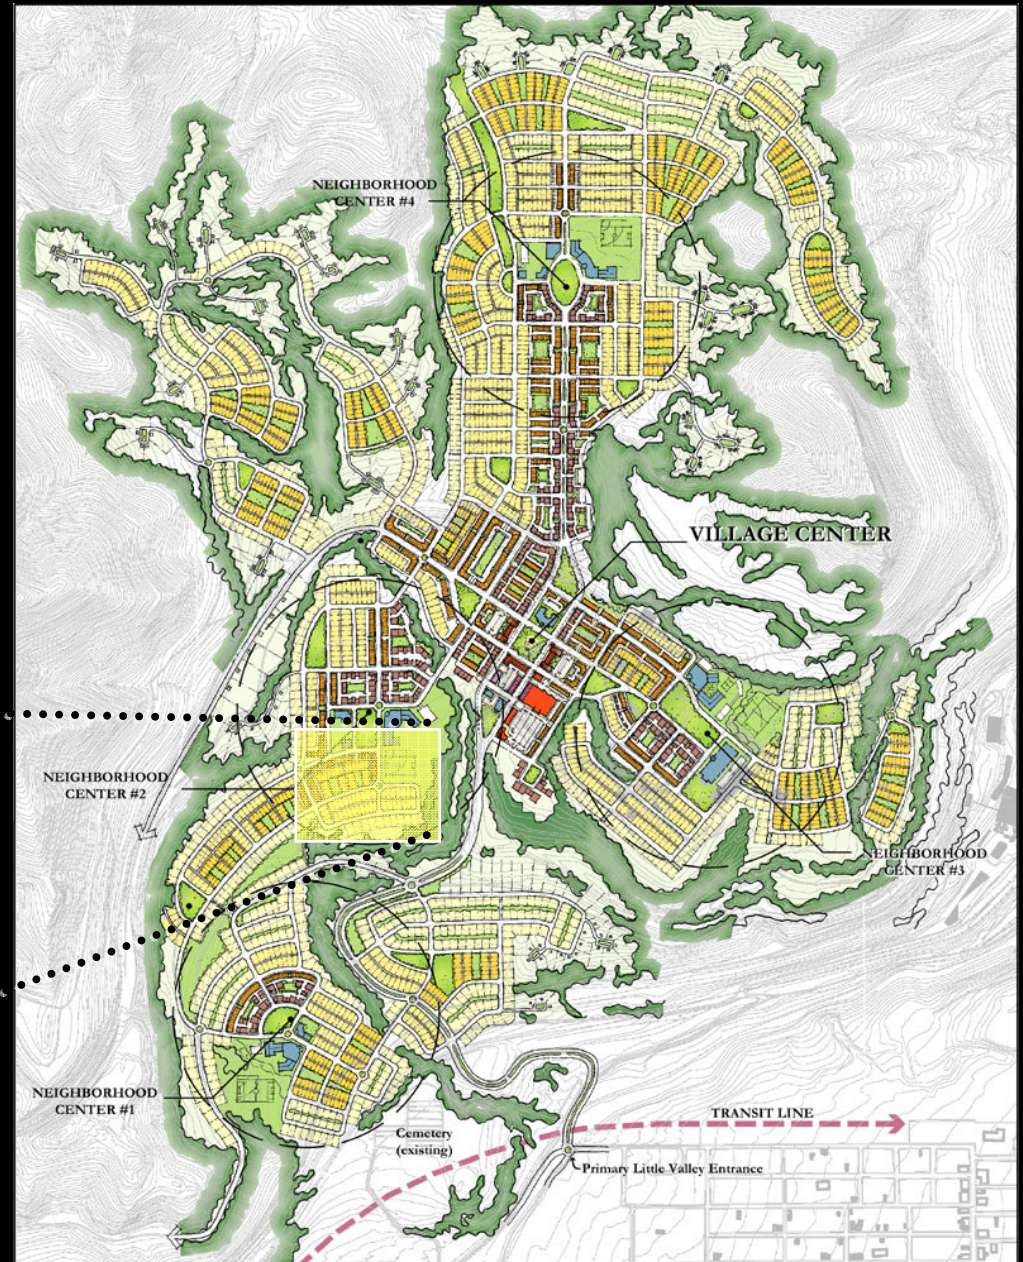 NEIGHBORHOOD
CENTER #4
VILLAGE CENTER
NEIGHBORHOOD
CENTER #2
NEIGHBORHOOD
CENTER #3
NEIGHBORHOOD
CENTER #1
TRANSIT LINE
Cemetery
(existing)
Primary Little Valley Entrance